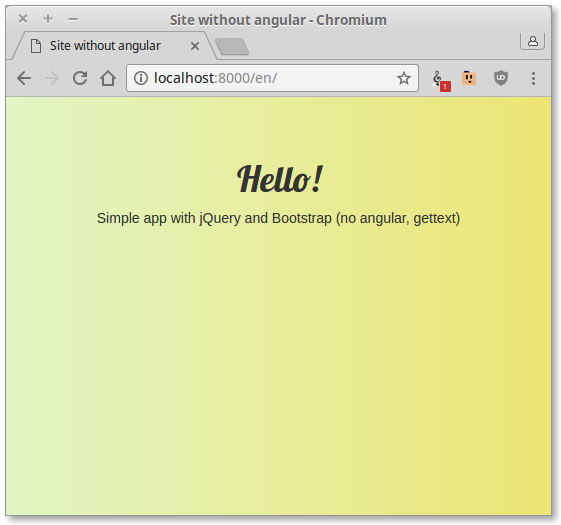 Site without angular - Chromium
Site without angular
localhost:8000/en/
1
Hello!
Simple app with jQuery and Bootstrap (no angular, gettext)